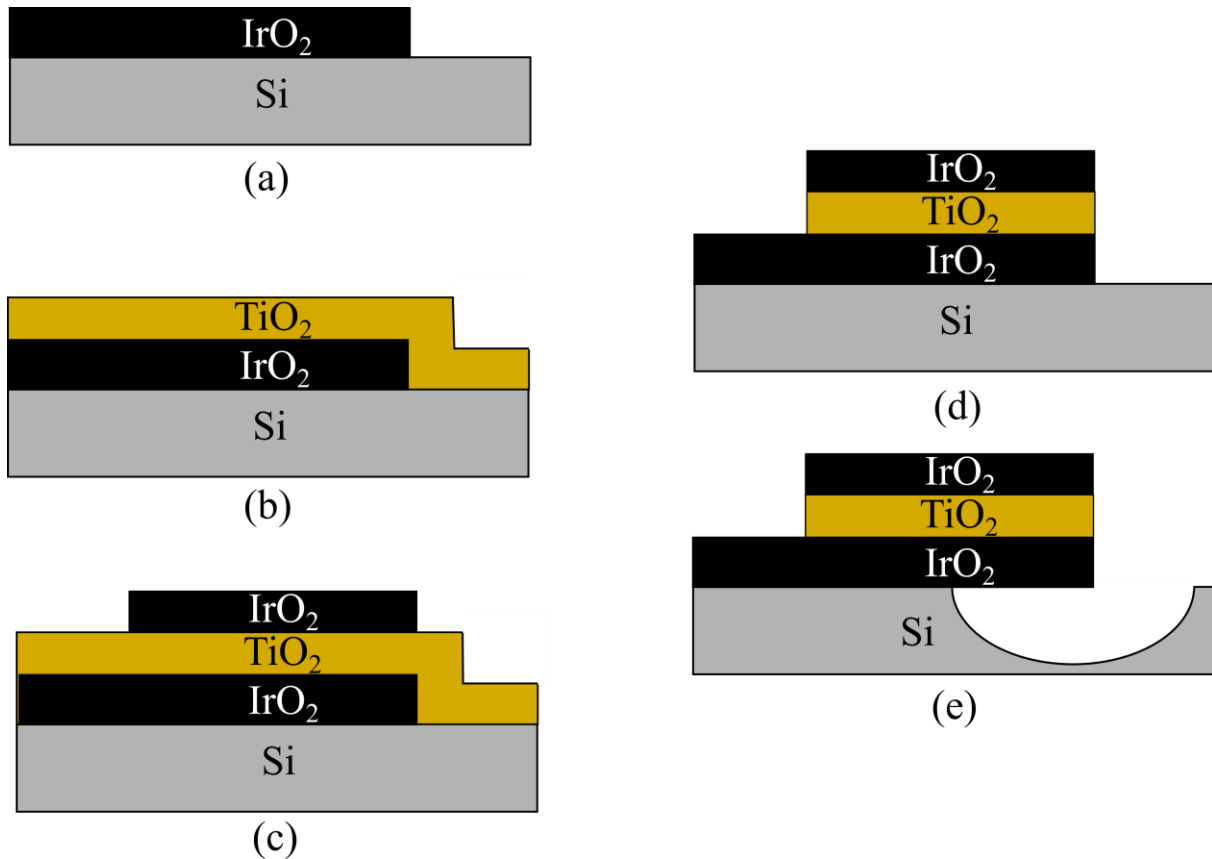 IrO₂
Si
(a)
TiO₂
IrO₂
Si
(b)
IrO₂
TiO₂
IrO₂
Si
(c)
IrO₂
TiO₂
IrO₂
Si
(d)
IrO₂
TiO₂
IrO₂
Si
(e)